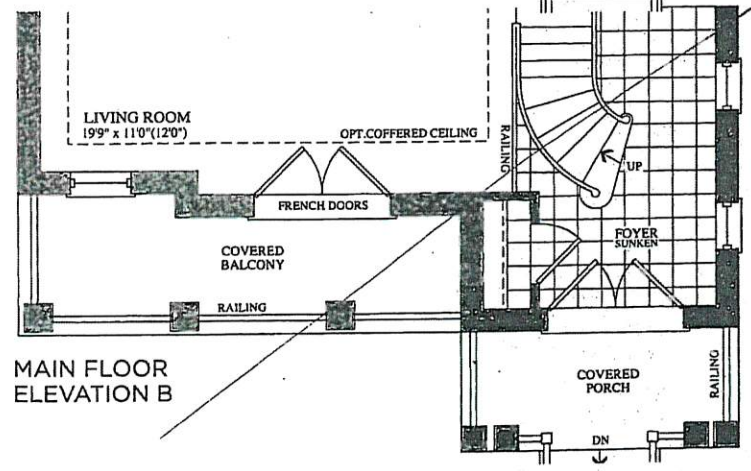 LIVING ROOM
19'9" x 11'0"(12'0")
OPT.COFFERED CEILING
RAILING
UP
FRENCH DOORS
FOYER
SUNKEN
COVERED
BALCONY
RAILING
MAIN FLOOR
ELEVATION B
COVERED
PORCH
RAILING
DN